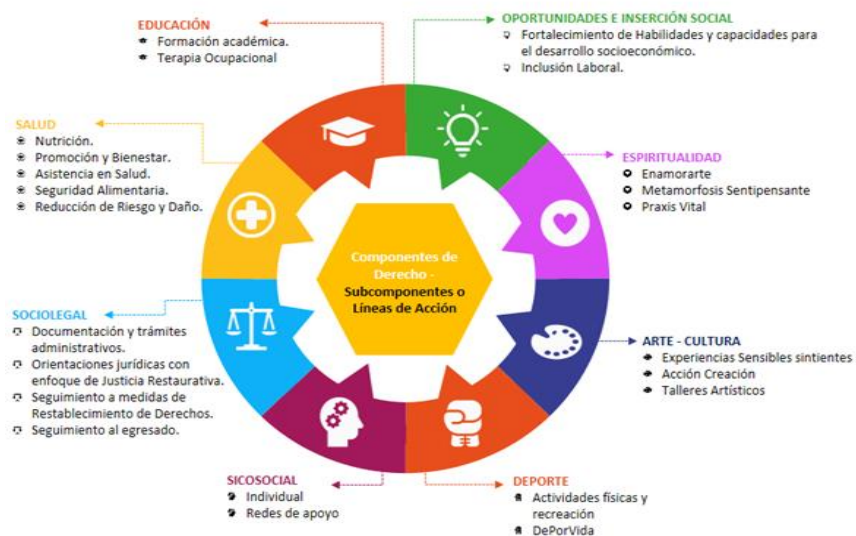 EDUCACIÓN
Formación académica.
Terapia Ocupacional
OPORTUNIDADES E INSERCIÓN SOCIAL
Fortalecimiento de Habilidades y capacidades para
el desarrollo socioeconómico.
Inclusión Laboral.
SALUD
Nutrición.
Promoción y Bienestar.
Asistencia en Salud.
Seguridad Alimentaria.
Reducción de Riesgo y Daño.
ESPIRITUALIDAD
Enamorarte
Metamorfosis Sentipensante
Praxis Vital
Componentes de
Derecho -
Subcomponentes o
Líneas de Acción
SOCIOLEGAL
Documentación y trámites
administrativos.
Orientaciones jurídicas con
enfoque de Justicia Restaurativa.
Seguimiento a medidas de
Restablecimiento de Derechos.
Seguimiento al egresado.
ARTE - CULTURA
Experiencias Sensibles sintientes
Acción Creación
Talleres Artísticos
SICOSOCIAL
Individual
Redes de apoyo
DEPORTE
Actividades físicas y
recreación
DePorVida